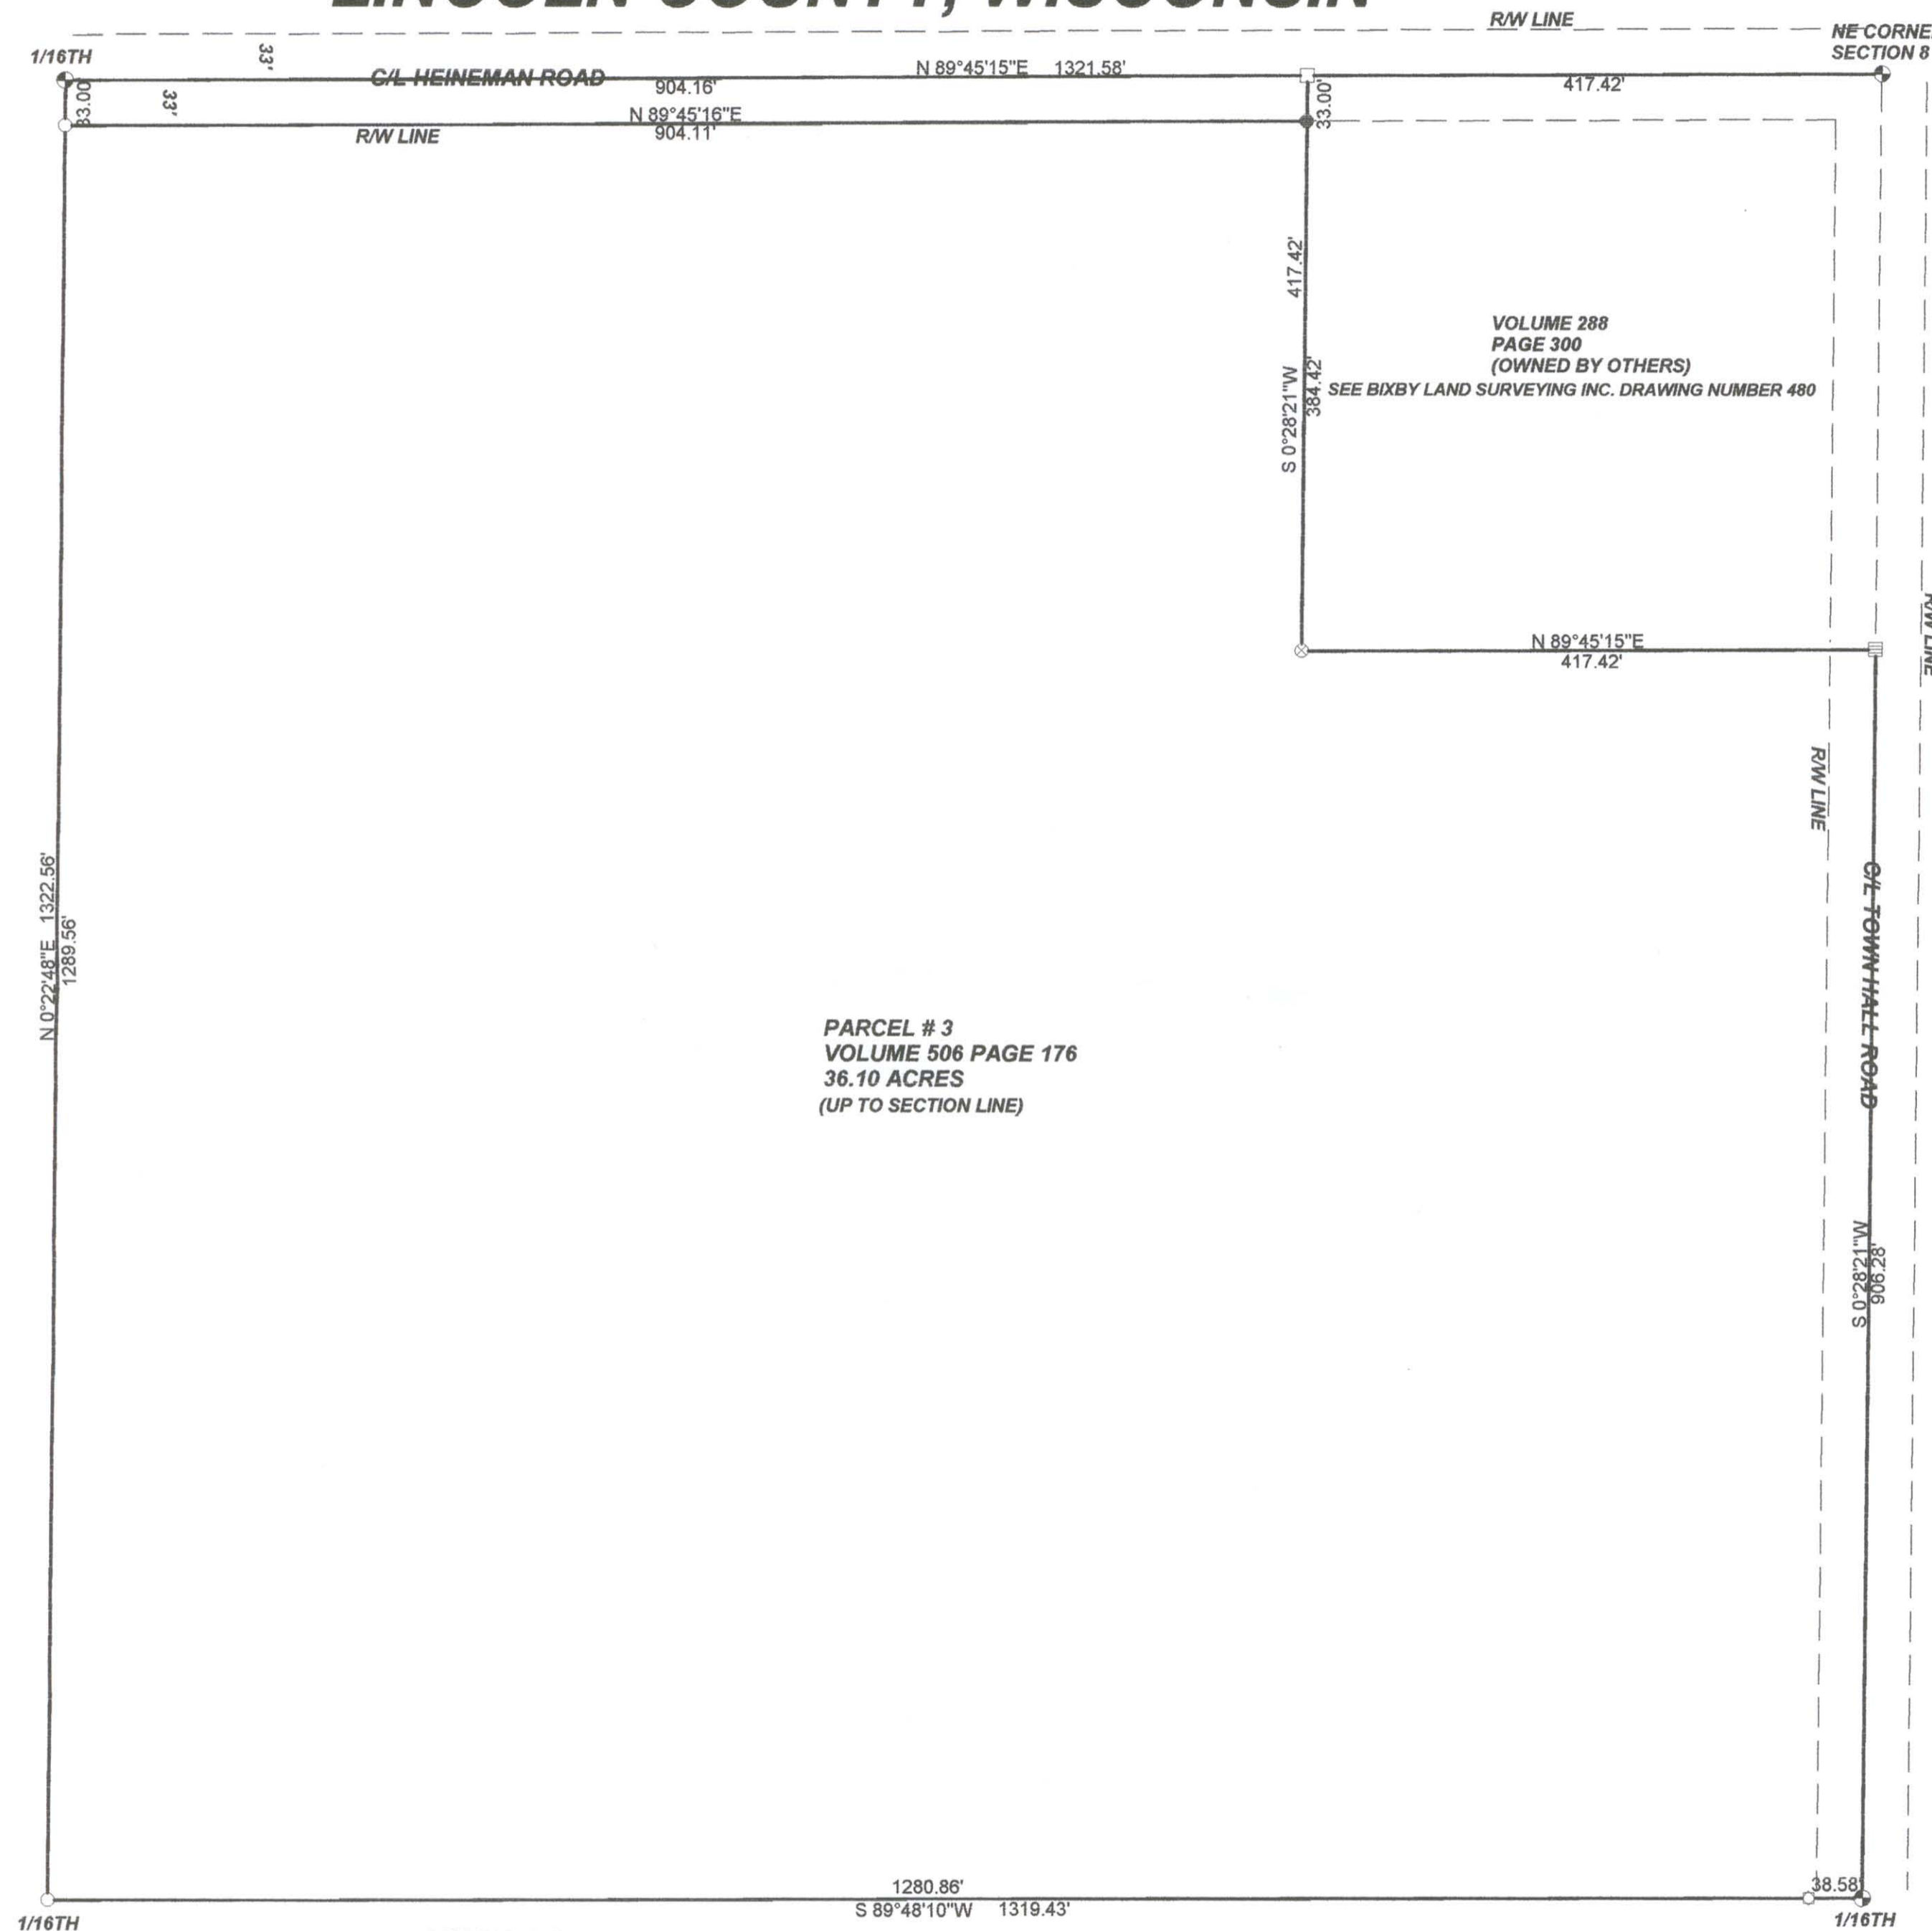 LINCOLN COUNTY, WISCONSIN
R/W LINE
NE CORNE
SECTION 8
1/16TH
33'
C/L HEINEMAN ROAD
N 89°45'15"E 1321.58'
904.16'
417.42'
33.00
33'
33.00'
N 89°45'16"E
904.11'
R/W LINE
417.42'
S 0°28'21"W
384.42'
VOLUME 288
PAGE 300
(OWNED BY OTHERS)
SEE BIXBY LAND SURVEYING INC. DRAWING NUMBER 480
R/W LINE
N 89°45'15"E
417.42'
R/W LINE
C/L TOWN HALL ROAD
N 0°22'48"E 1322.56'
1289.56'
PARCEL # 3
VOLUME 506 PAGE 176
36.10 ACRES
(UP TO SECTION LINE)
S 0°28'21"W
906.28'
1280.86'
38.58'
S 89°48'10"W 1319.43'
1/16TH
1/16TH